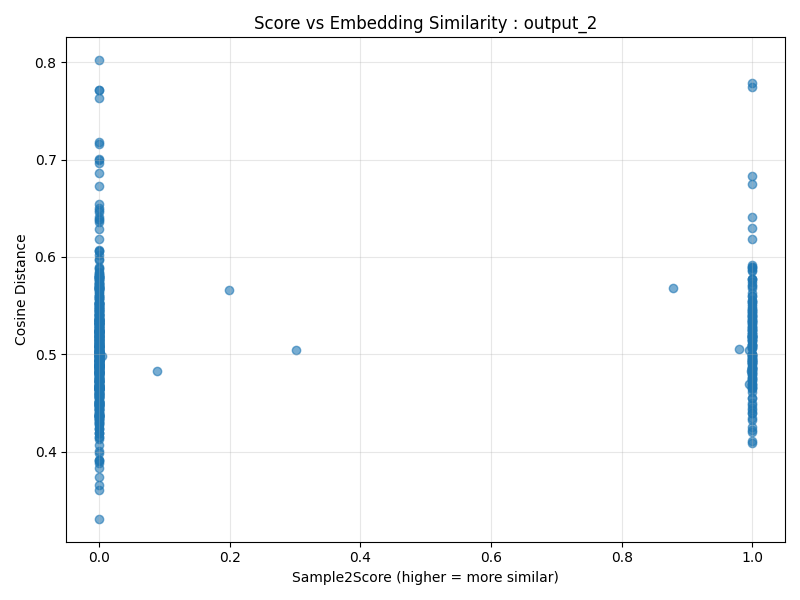 Score vs Embedding Similarity : output_2
0.8
0.7
0.6
0.5
0.4
Cosine Distance
0.0 0.2 0.4 0.6 0.8 1.0
Sample2Score (higher = more similar)